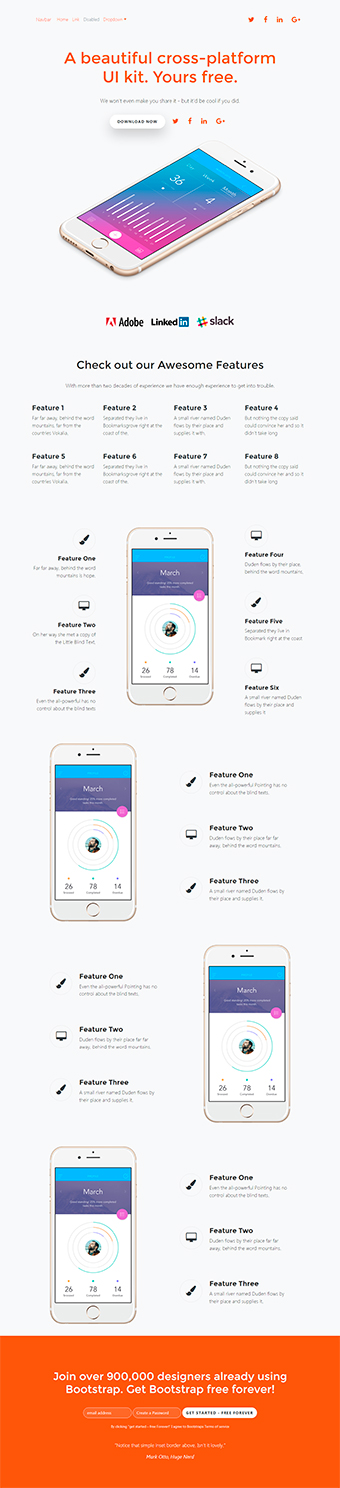 Navbar Home Link Disabled Dropdown
A beautiful cross-platform
UI kit. Yours free.
We won't even make you share it - but it'd be cool if you did.
DOWNLOAD NOW
36
4
Month
Adobe LinkedIn slack
Check out our Awesome Features
With more than two decades of experience we have enough experience to get into trouble.
Feature 1 Feature 2 Feature 3 Feature 4
Far far away, behind the word Separated they live in A small river named Duden But nothing the copy said
mountains, far from the Bookmarksgrove right at the flows by their place and could convince her and so it
countries Vokalia. coast of the supplies it with. didn't take long
Feature 5 Feature 6 Feature 7 Feature 8
Far far away, behind the word Separated they live in A small river named Duden But nothing the copy said
mountains, far from the Bookmarksgrove right at the flows by their place and could convince her and so it
countries Vokalia. coast of the supplies it with. didn't take long
Feature One
Far far away, behind the word
mountains is hope.
Feature Two
On her way she met a copy of
the Little Blind Text.
Feature Three
Even the all-powerful has no
control about the blind texts.
March
26 78 14
Feature Four
Duden flows by their place,
behind the word mountains.
Feature Five
Separated they live in
Bookmark right at the coast
Feature Six
A small river named Duden
flows by their place and
supplies it
March
26 78 14
Feature One
Even the all-powerful Pointing has no
control about the blind texts.
Feature Two
Duden flows by their place far far
away, behind the word mountains.
Feature Three
A small river named Duden flows by
their place and supplies it.
Feature One
Even the all-powerful Pointing has no
control about the blind texts.
Feature Two
Duden flows by their place far far
away, behind the word mountains.
Feature Three
A small river named Duden flows by
their place and supplies it.
March
26 78 14
March
26 78 14
Feature One
Even the all-powerful Pointing has no
control about the blind texts.
Feature Two
Duden flows by their place far far
away, behind the word mountains.
Feature Three
A small river named Duden flows by
their place and supplies it.
Join over 900,000 designers already using
Bootstrap. Get Bootstrap free forever!
email address Create a Password GET STARTED - FREE FOREVER
"Notice that simple inset border above. Isn't it lovely."
Mark Otto, Huge Nerd